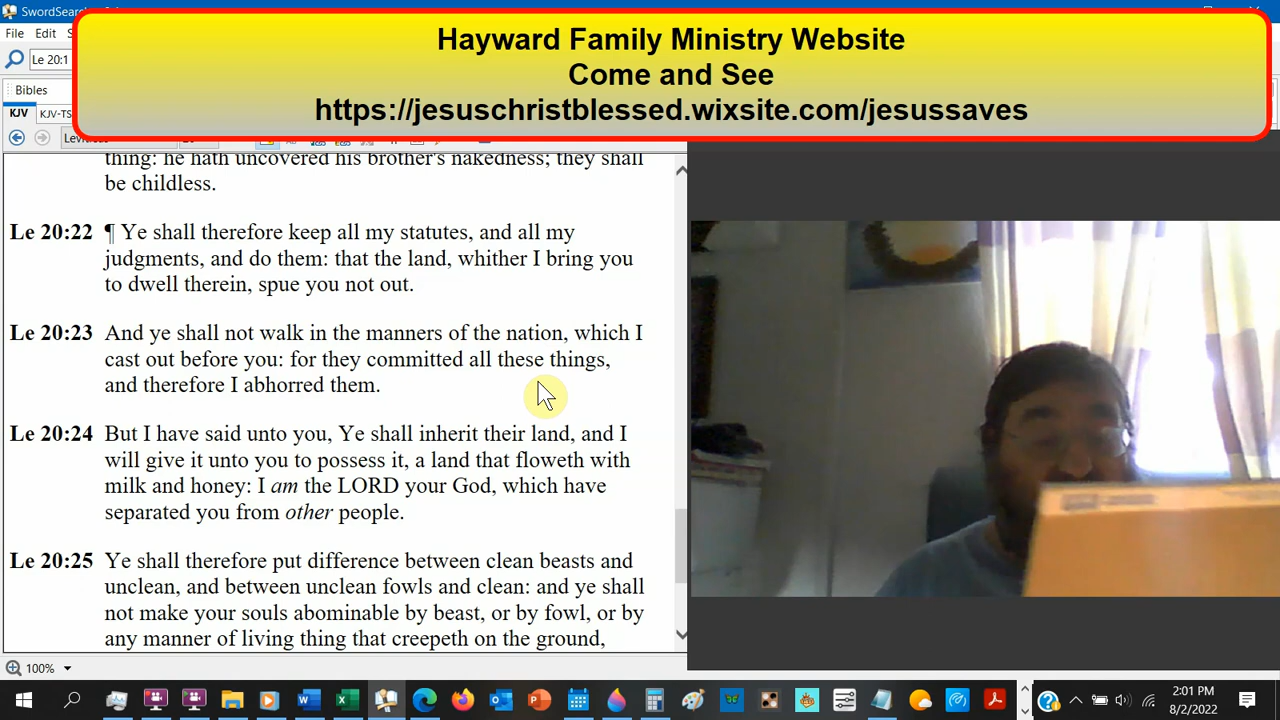 SwordSearc
Hayward Family Ministry Website
Come and See
https://jesuschristblessed.wixsite.com/jesussaves
File Edit S
Le 20:1
Bibles
KJV KJV-TS
thing: he hath uncovered his brother's nakedness; they shall
be childless.
Le 20:22 ¶ Ye shall therefore keep all my statutes, and all my
judgments, and do them: that the land, whither I bring you
to dwell therein, spue you not out.
Le 20:23 And ye shall not walk in the manners of the nation, which I
cast out before you: for they committed all these things,
and therefore I abhorred them.
Le 20:24 But I have said unto you, Ye shall inherit their land, and I
will give it unto you to possess it, a land that floweth with
milk and honey: I am the LORD your God, which have
separated you from other people.
Le 20:25 Ye shall therefore put difference between clean beasts and
unclean, and between unclean fowls and clean: and ye shall
not make your souls abominable by beast, or by fowl, or by
any manner of living thing that creepeth on the ground,
100%
2:01 PM
8/2/2022